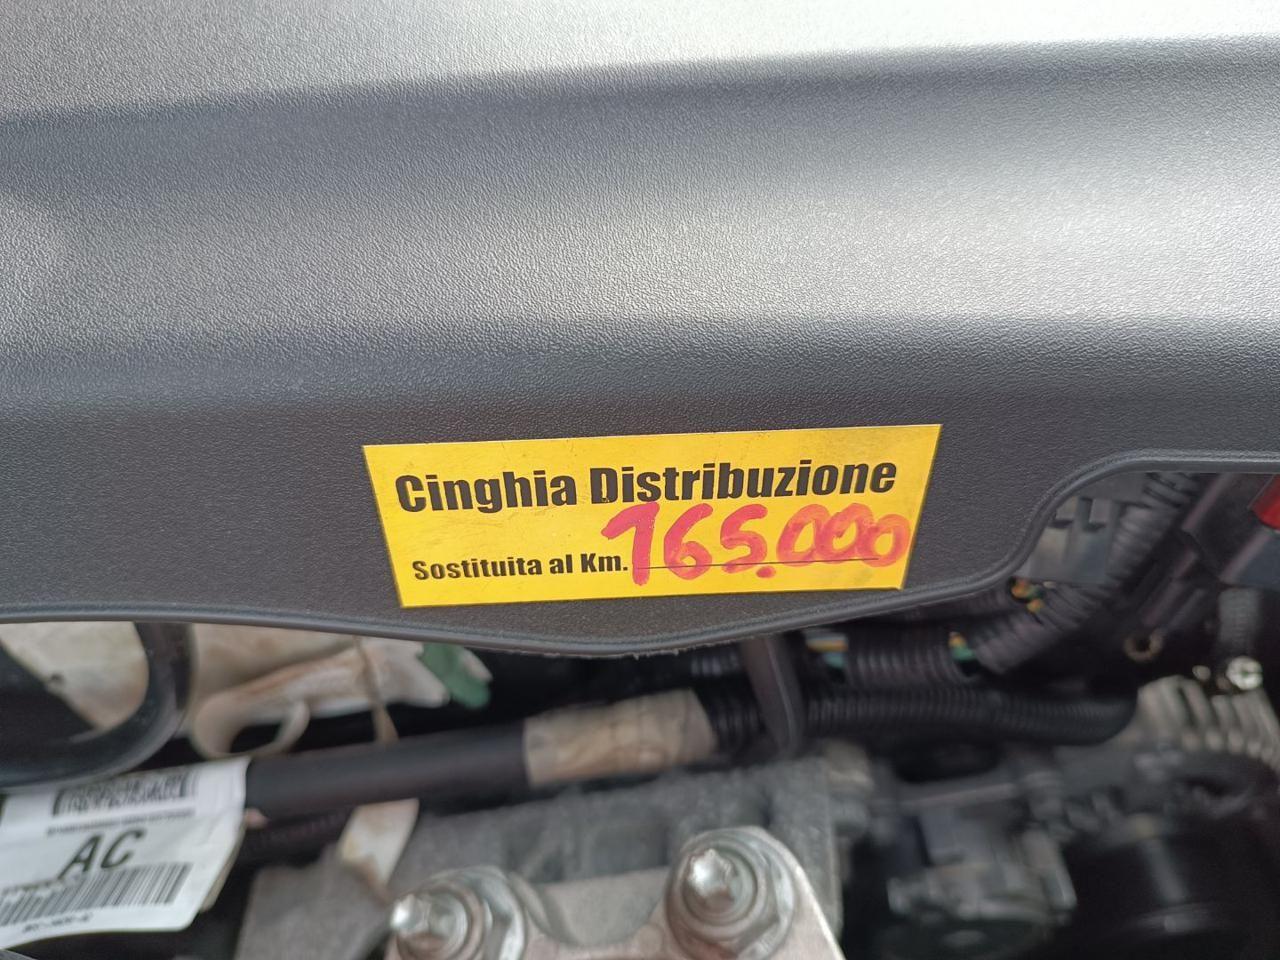 Cinghia Distribuzione
Sostituita al Km. 165.000
AC